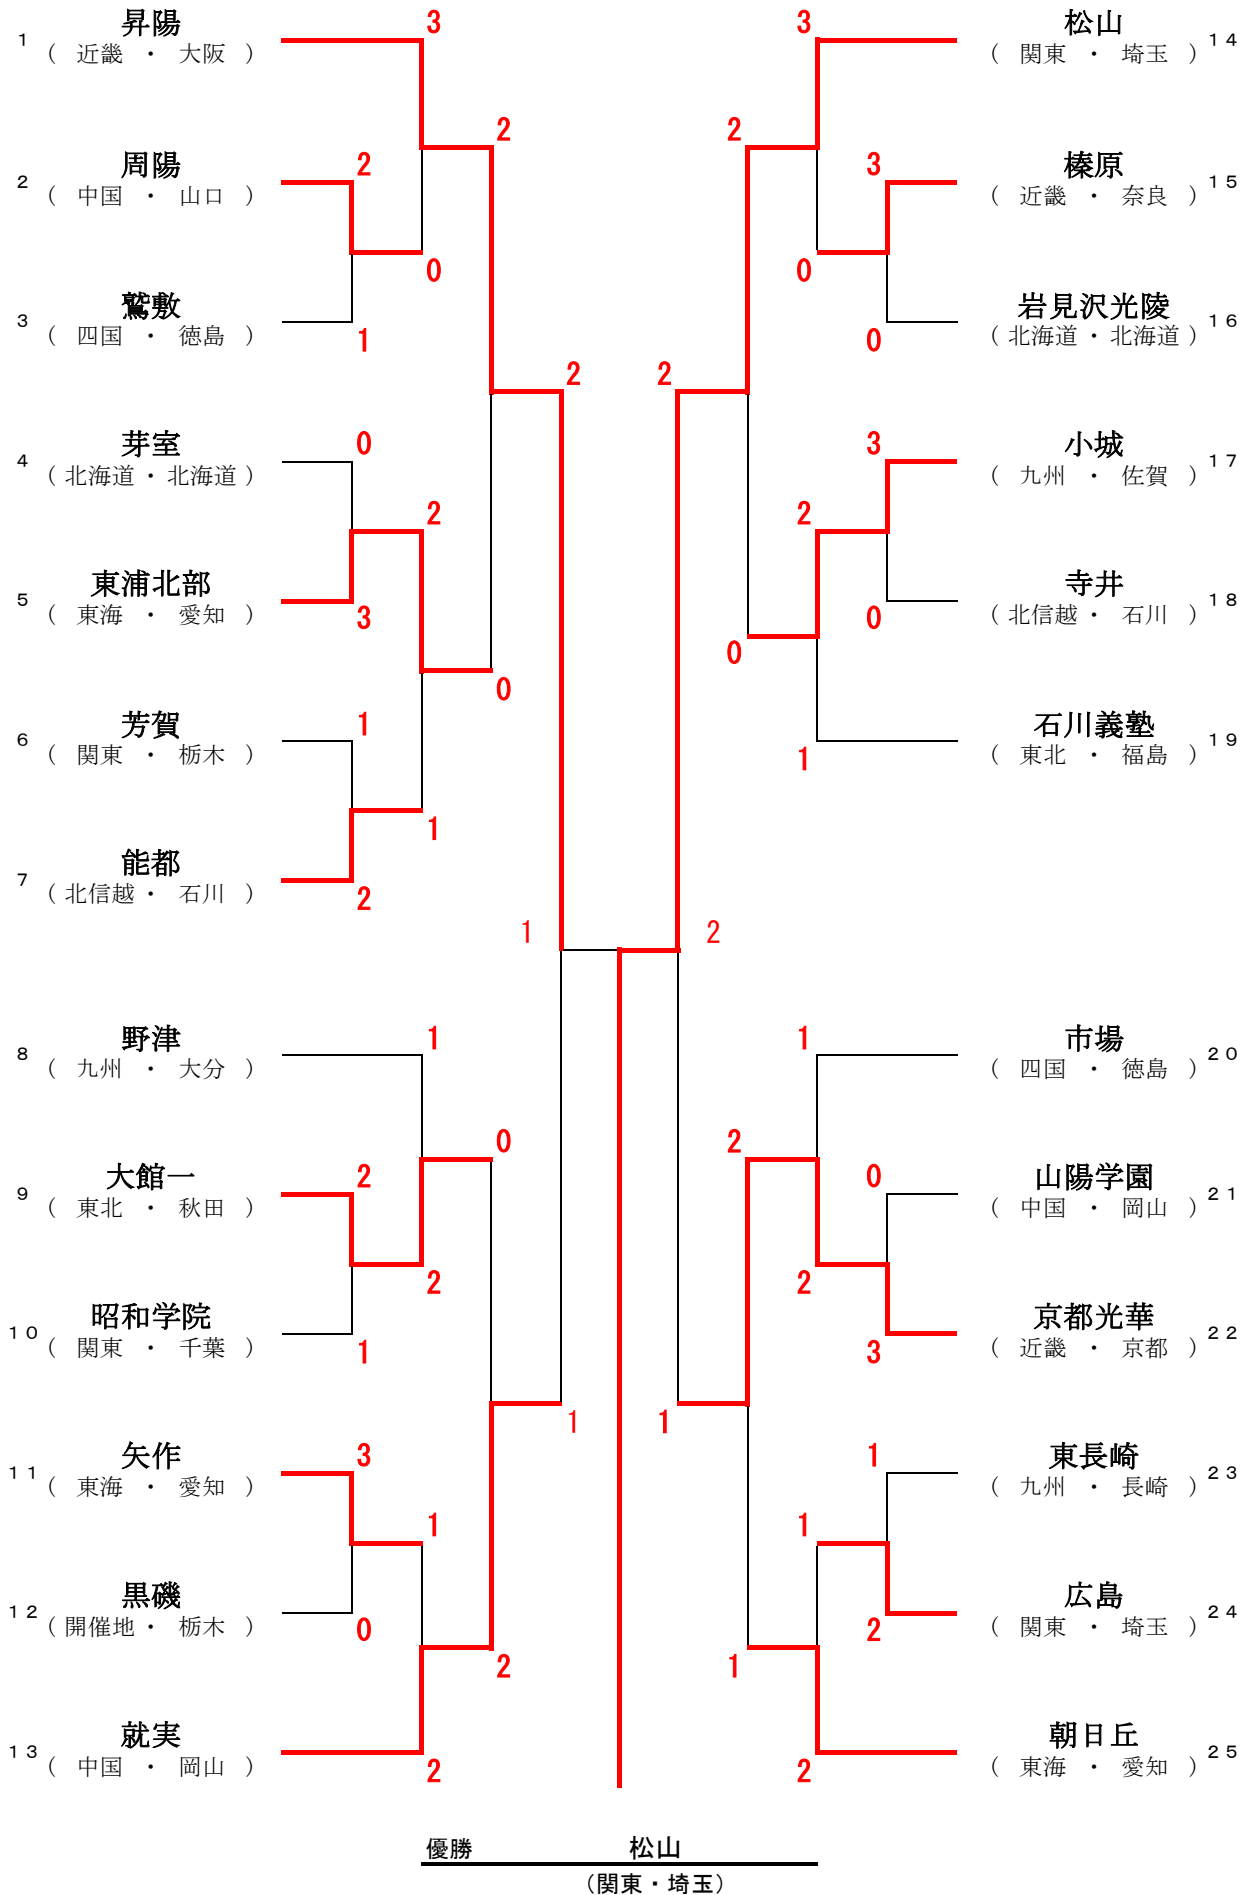 1 昇陽 3
( 近畿 ・ 大阪 )
2
2 周陽 2
( 中国 ・ 山口 )
0
3 鷲敷
( 四国 ・ 徳島 ) 1
2
4 芽室 0
( 北海道 ・ 北海道 )
2
5 東浦北部
( 東海 ・ 愛知 ) 3
0
6 芳賀 1
( 関東 ・ 栃木 )
1
7 能都
( 北信越 ・ 石川 ) 2
1
8 野津 1
( 九州 ・ 大分 )
0
9 大館一 2
( 東北 ・ 秋田 )
2
10 昭和学院
( 関東 ・ 千葉 ) 1
1
11 矢作 3
( 東海 ・ 愛知 )
1
12 黒磯
( 開催地 ・ 栃木 ) 0
2
13 就実
( 中国 ・ 岡山 ) 2
3 松山 14
( 関東 ・ 埼玉 )
2
3 榛原 15
( 近畿 ・ 奈良 )
0
岩見沢光陵 16
0 ( 北海道 ・ 北海道 )
2
3 小城 17
( 九州 ・ 佐賀 )
2
寺井 18
0 ( 北信越 ・ 石川 )
0
石川義塾 19
1 ( 東北 ・ 福島 )
2
1 市場 20
( 四国 ・ 徳島 )
2
0 山陽学園 21
( 中国 ・ 岡山 )
2
京都光華 22
3 ( 近畿 ・ 京都 )
1
1 東長崎 23
( 九州 ・ 長崎 )
1
広島 24
2 ( 関東 ・ 埼玉 )
1
朝日丘 25
2 ( 東海 ・ 愛知 )
優勝 松山
(関東・埼玉)